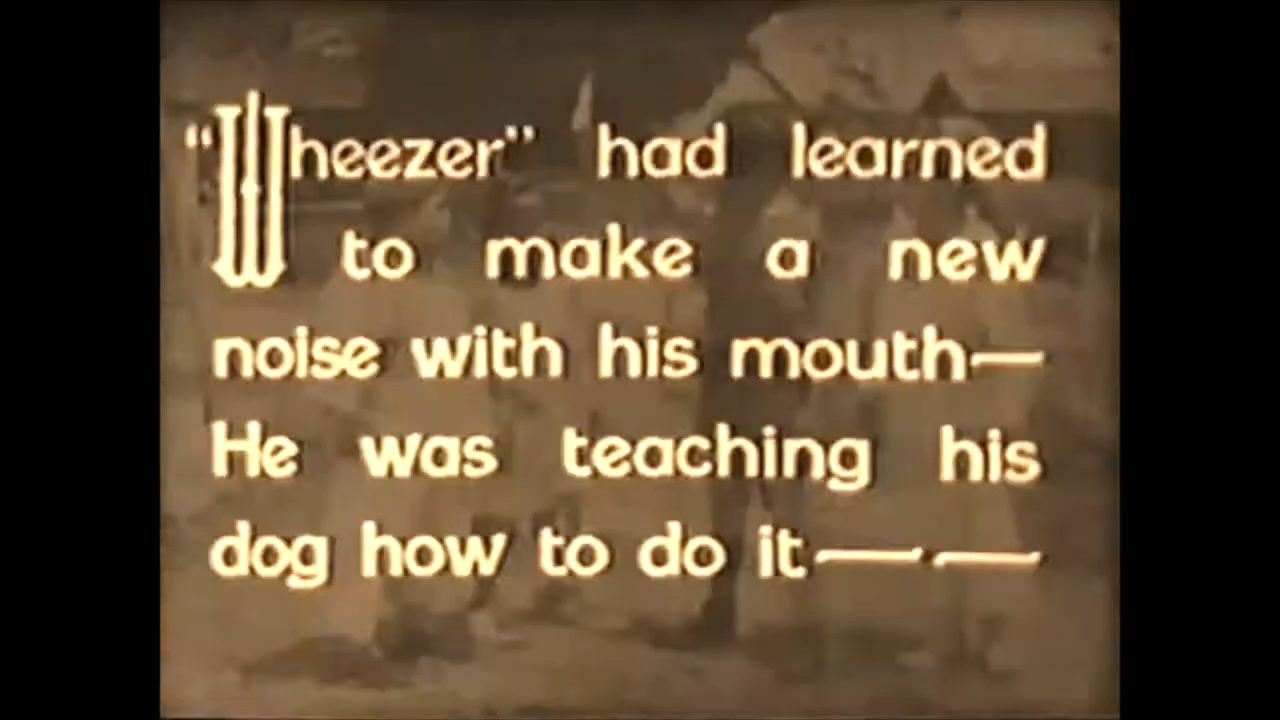 "Wheezer" had learned
to make a new
noise with his mouth—
He was teaching his
dog how to do it— —